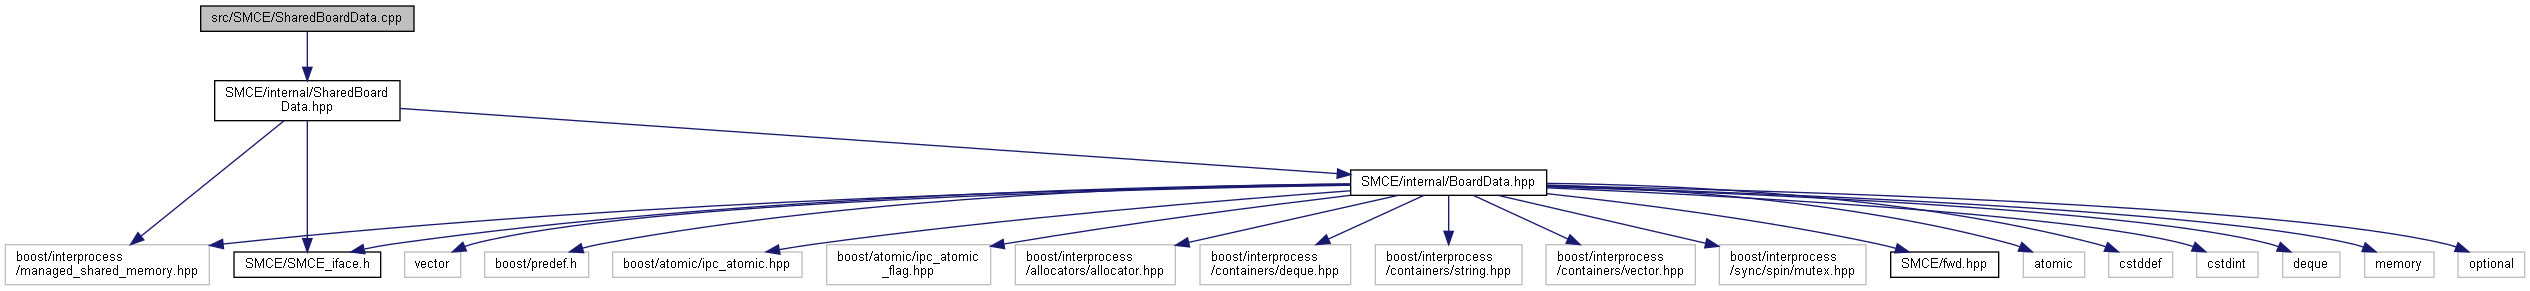 src/SMCE/SharedBoardData.cpp
SMCE/internal/SharedBoard
Data.hpp
SMCE/internal/BoardData.hpp
boost/interprocess
/managed_shared_memory.hpp
SMCE/SMCE_iface.h
vector
boost/predef.h
boost/atomic/ipc_atomic.hpp
boost/atomic/ipc_atomic
_flag.hpp
boost/interprocess
/allocators/allocator.hpp
boost/interprocess
/containers/deque.hpp
boost/interprocess
/containers/string.hpp
boost/interprocess
/containers/vector.hpp
boost/interprocess
/sync/spin/mutex.hpp
SMCE/fwd.hpp
atomic
cstddef
cstdint
deque
memory
optional